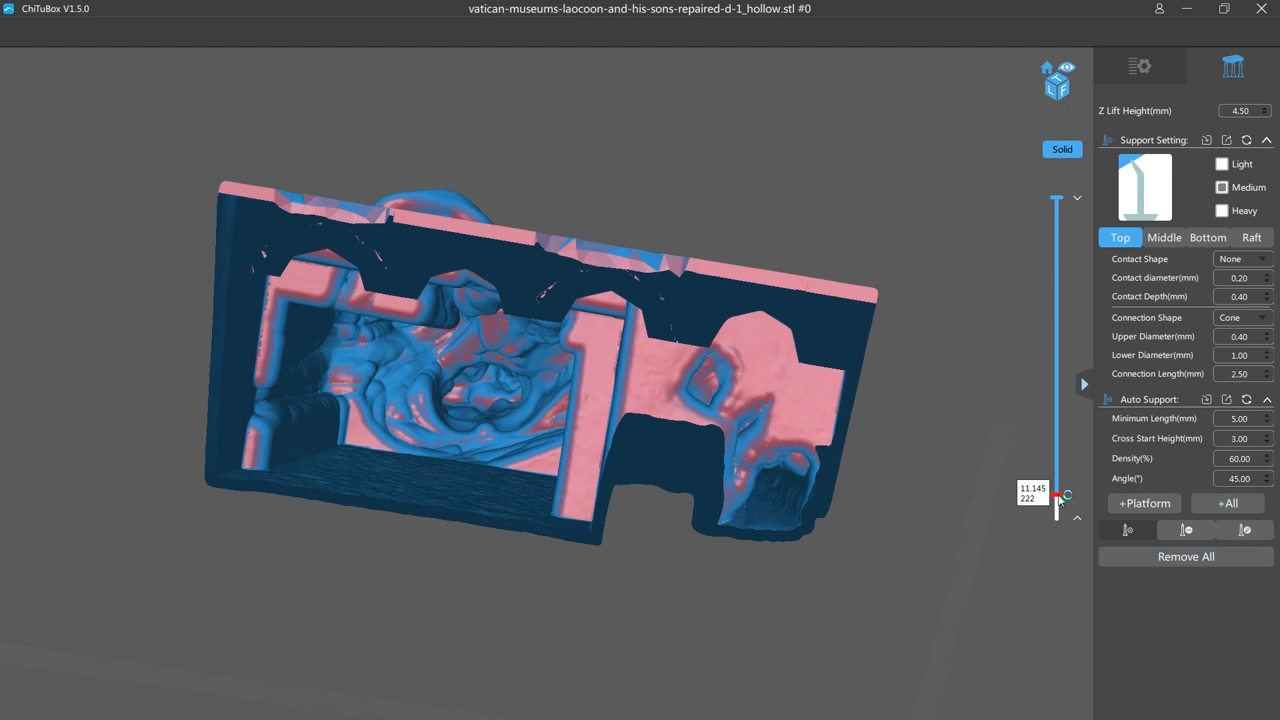 ChiTuBox V1.5.0
vatican-museums-laocoon-and-his-sons-repaired-d-1_hollow.stl #0
T
L F
Solid
11.145
222
Z Lift Height(mm) 4.50
Support Setting:
Light
Medium
Heavy
Top Middle Bottom Raft
Contact Shape None
Contact diameter(mm) 0.20
Contact Depth(mm) 0.40
Connection Shape Cone
Upper Diameter(mm) 0.40
Lower Diameter(mm) 1.00
Connection Length(mm) 2.50
Auto Support:
Minimum Length(mm) 5.00
Cross Start Height(mm) 3.00
Density(%) 60.00
Angle(°) 45.00
+Platform +All
Remove All